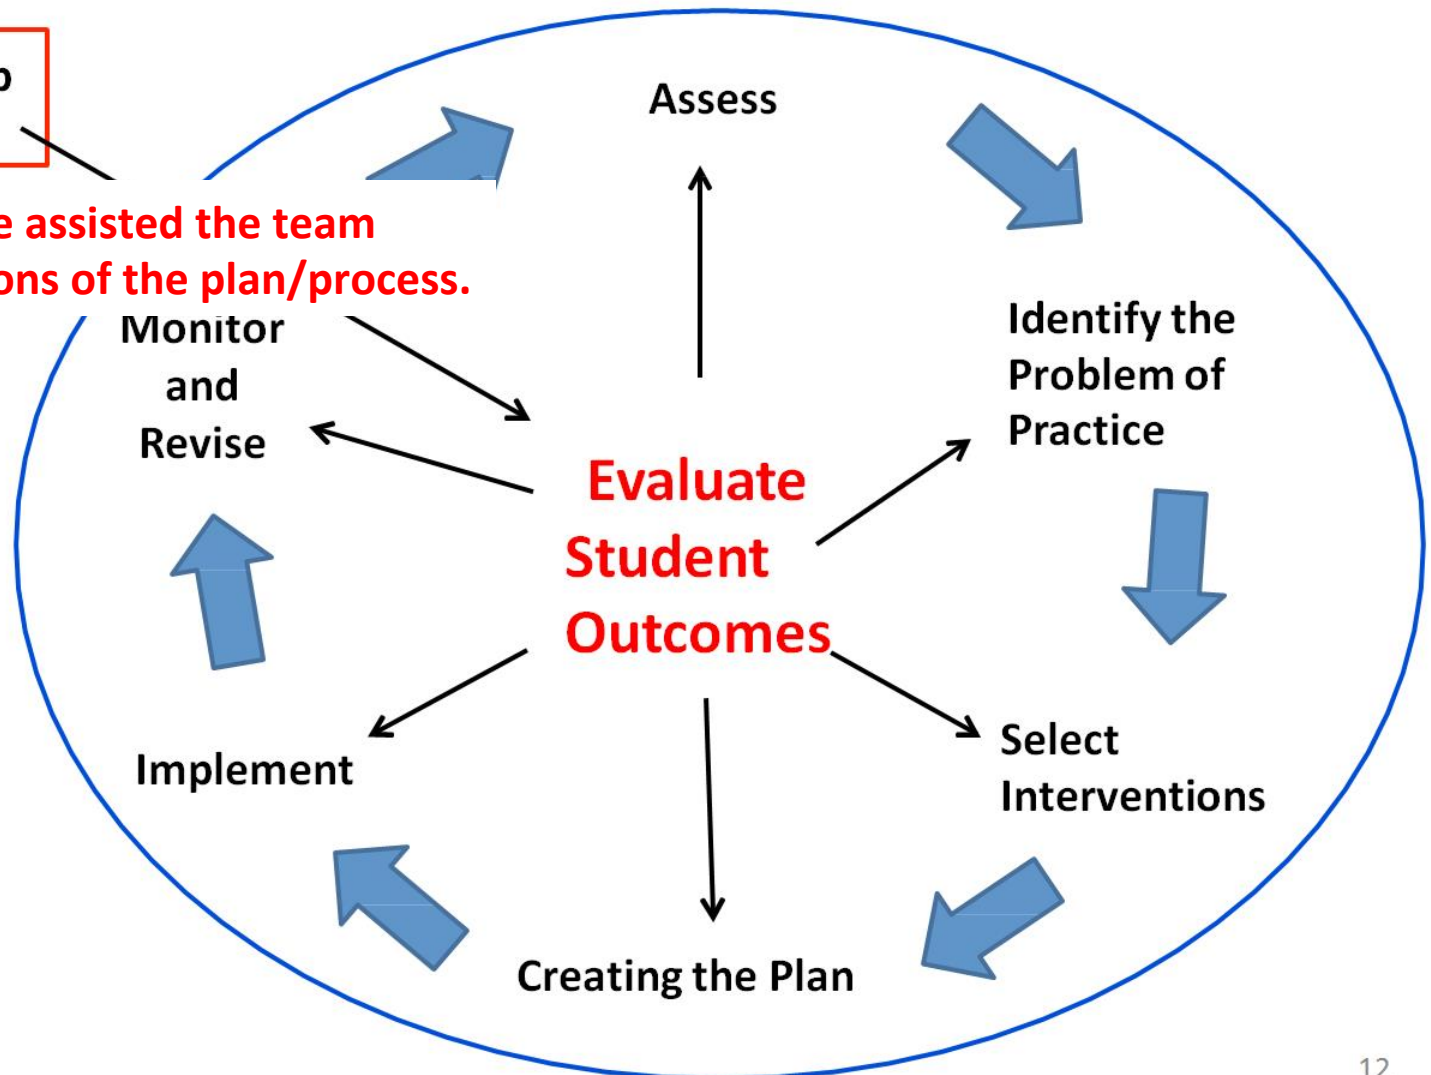 Assess
e assisted the team
ons of the plan/process.
Monitor
and
Revise
Identify the
Problem of
Practice
Evaluate
Student
Outcomes
Implement
Select
Interventions
Creating the Plan
12